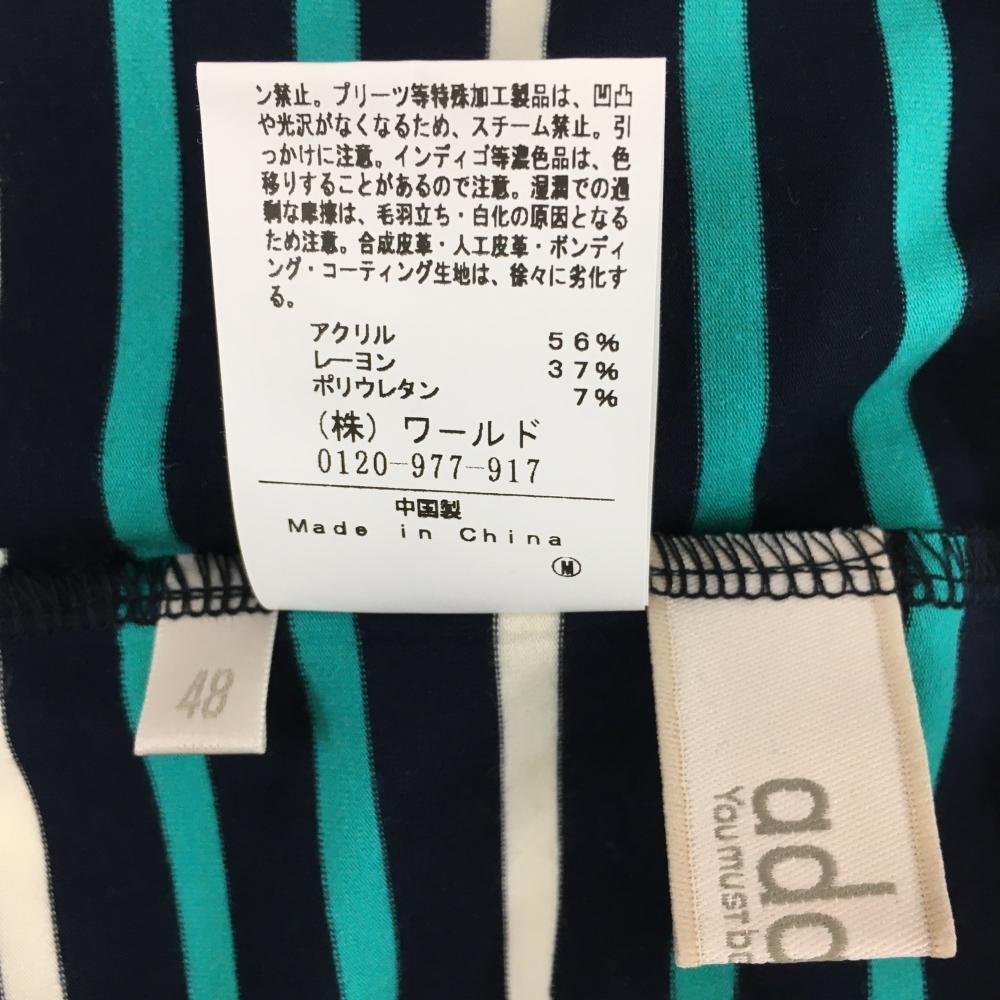 ン禁止。プリーツ等特殊加工製品は、凹凸
や光沢がなくなるため、スチーム禁止。引
っかけに注意。インディゴ等濃色品は、色
移りすることがあるので注意。湿潤での過
剰な摩擦は、毛羽立ち・白化の原因となる
ため注意。合成皮革・人工皮革・ボンディ
ング・コーティング生地は、徐々に劣化す
る。
アクリル 56%
レーヨン 37%
ポリウレタン 7%
(株) ワールド
0120-977-917
中国製
Made in China
M
48
add
You must be